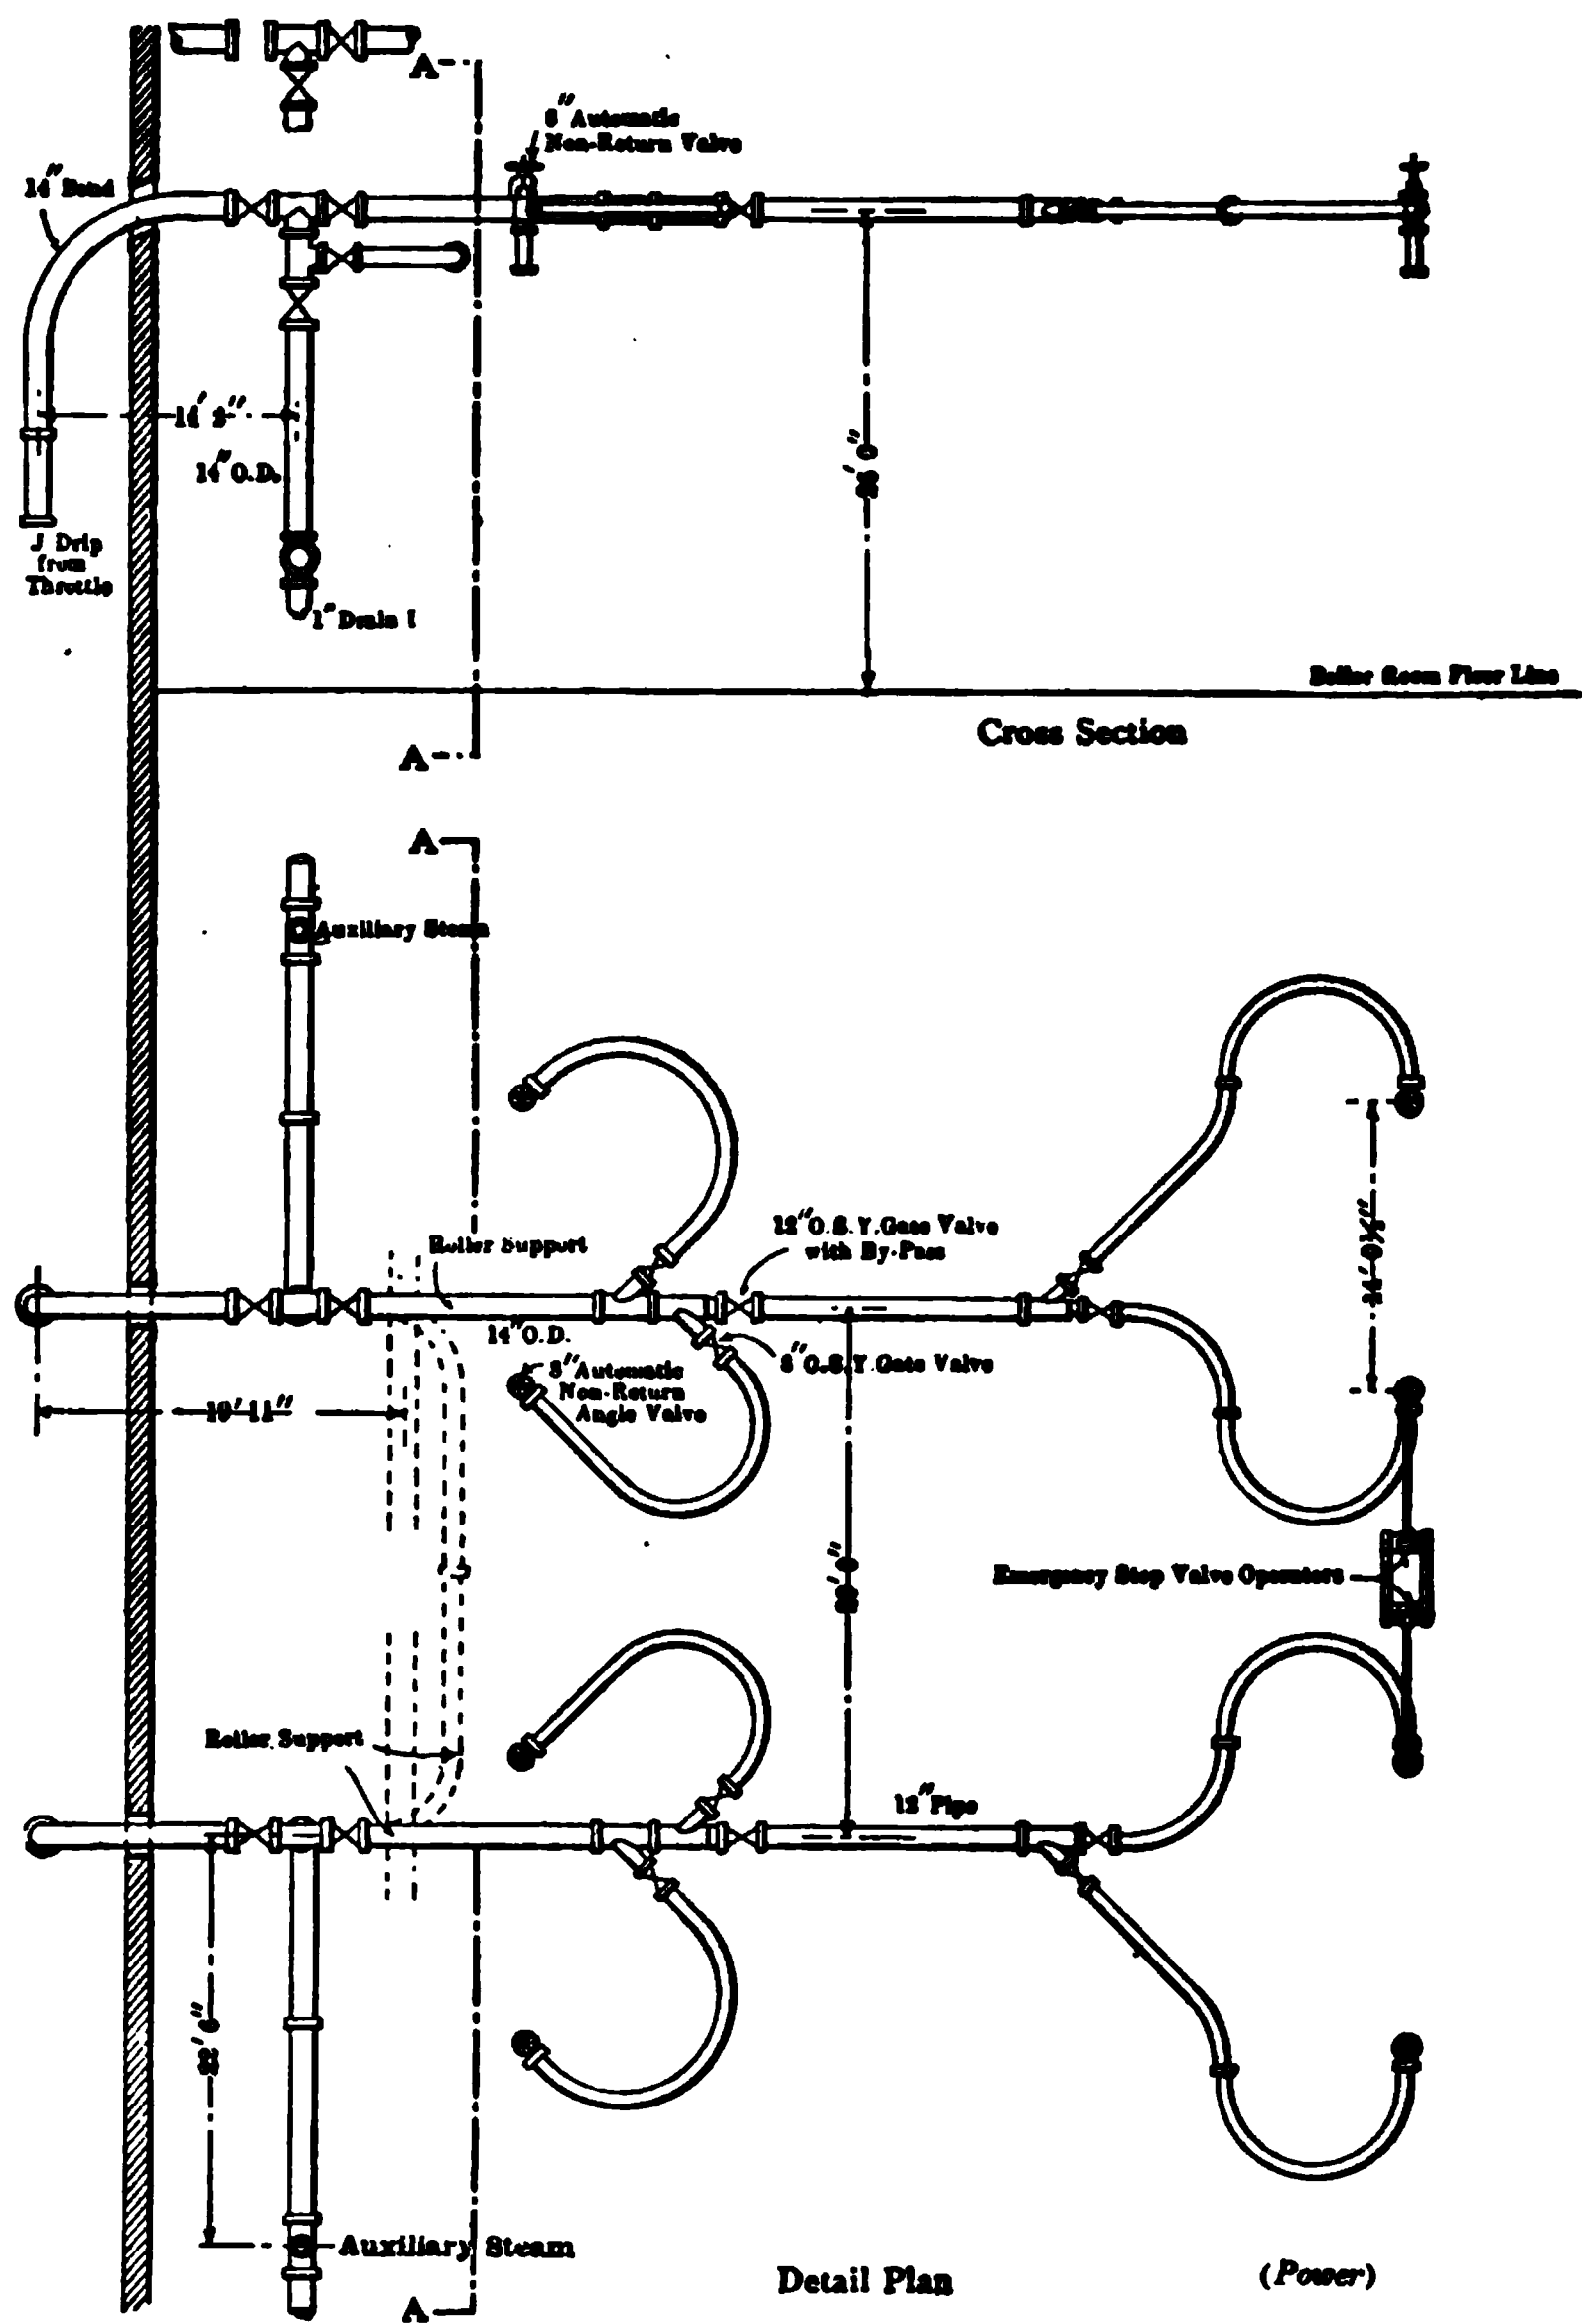 A
8" Automatic
Non-Return Valve
14" Bend
14' 2"
14" O.D.
J Drip
from
Throttle
1" Drain I
Boiler Room Floor Line
Cross Section
A
A
Auxiliary Steam
12" O.S.Y. Gate Valve
with By-Pass
Roller Support
14" O.D.
8" O.S.Y. Gate Valve
8" Automatic
Non-Return
Angle Valve
19' 11"
Emergency Stop Valve Operators
Roller Support
12" Pipe
Auxiliary Steam
Detail Plan
(Power)
A